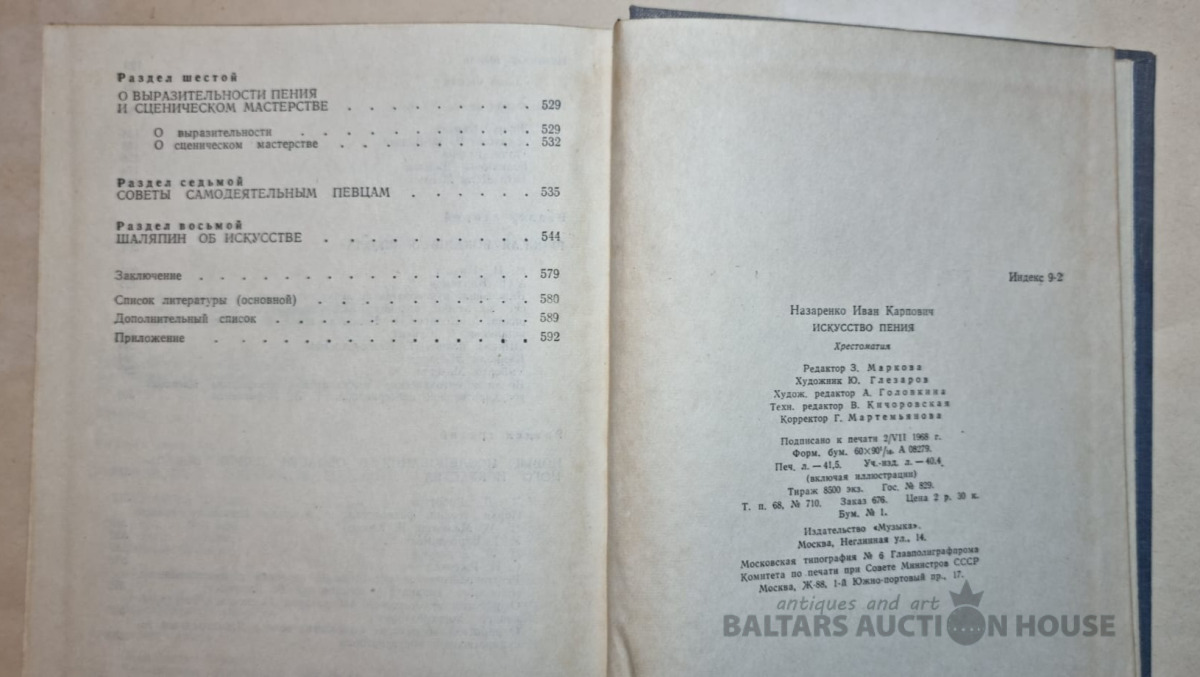 Раздел шестой
О ВЫРАЗИТЕЛЬНОСТИ ПЕНИЯ
И СЦЕНИЧЕСКОМ МАСТЕРСТВЕ . . . . . . . . . 529
О выразительности . . . . . . . . . . . 529
О сценическом мастерстве . . . . . . . . . 532
Раздел седьмой
СОВЕТЫ САМОДЕЯТЕЛЬНЫМ ПЕВЦАМ . . . . . . 535
Раздел восьмой
ШАЛЯПИН ОБ ИСКУССТВЕ . . . . . . . . . . 544
Заключение . . . . . . . . . . . . . . . 579
Список литературы (основной) . . . . . . . . . . 580
Дополнительный список . . . . . . . . . . . . 589
Приложение . . . . . . . . . . . . . . . 592
Индекс 9-2
Назаренко Иван Карпович
ИСКУССТВО ПЕНИЯ
Хрестоматия
Редактор З. Маркова
Художник Ю. Глезаров
Худож. редактор А. Головкина
Техн. редактор В. Кичоровская
Корректор Г. Мартемьянова
Подписано к печати 2/VII 1968 г.
Форм. бум. 60×90¹/₁₆. А 08279.
Печ. л. — 41,5. Уч.-изд. л. — 40,4.
(включая иллюстрации)
Тираж 8500 экз. Гос. № 829.
Т. п. 68, № 710. Заказ 676. Цена 2 р. 30 к.
Бум. № 1.
Издательство «Музыка».
Москва, Неглинная ул., 14.
Московская типография № 6 Главполиграфпрома
Комитета по печати при Совете Министров СССР
Москва, Ж-88, 1-й Южно-портовый пр., 17.
antiques and art
BALTARS AUCTION HOUSE